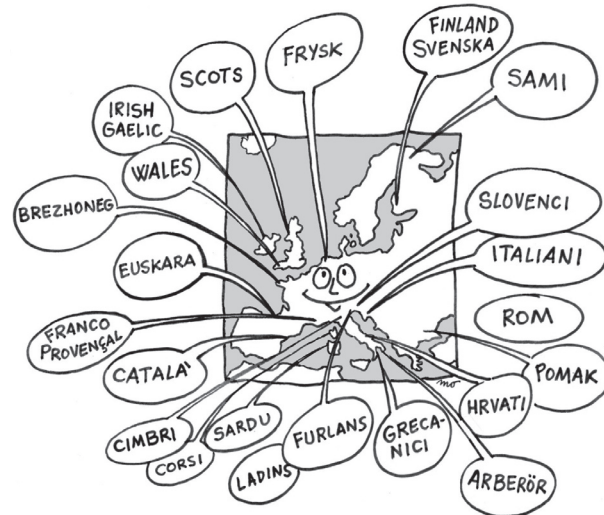 FINLAND
SVENSKA
FRYSK
SCOTS
SAMI
IRISH
GAELIC
WALES
BREZHONEG
SLOVENCI
EUSKARA
ITALIANI
FRANCO
PROVENÇAL
ROM
CATALA'
POMAK
HRVATI
CIMBRI
CORSI
SARDU
LADINS
FURLANS
GRECA-
NICI
ARBERÖR
mo